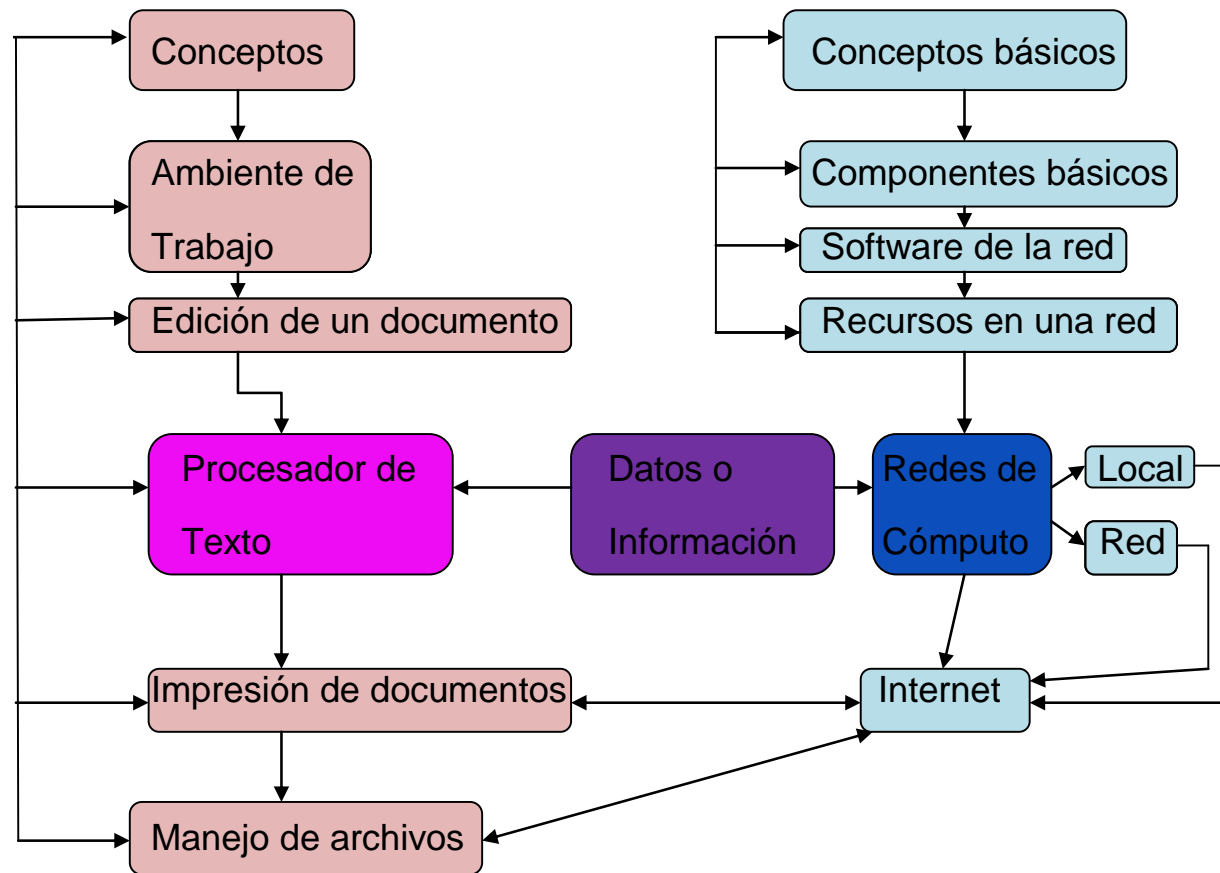 Conceptos
Ambiente de
Trabajo
Edición de un documento
Procesador de
Texto
Impresión de documentos
Manejo de archivos
Datos o
Información
Conceptos básicos
Componentes básicos
Software de la red
Recursos en una red
Redes de
Cómputo
Local
Red
Internet